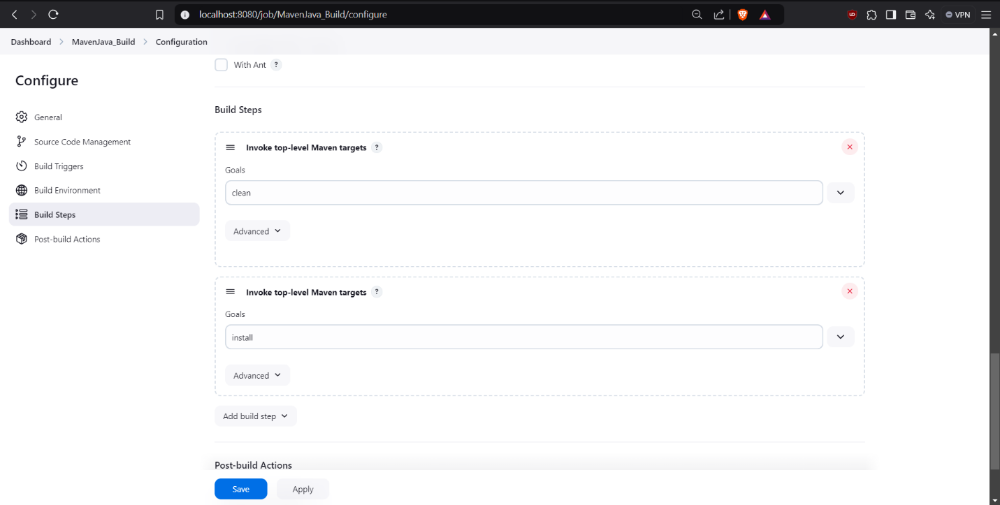 localhost:8080/job/MavenJava_Build/configure
VPN
Dashboard > MavenJava_Build > Configuration
Configure
General
Source Code Management
Build Triggers
Build Environment
Build Steps
Post-build Actions
With Ant ?
Build Steps
Invoke top-level Maven targets ?
Goals
clean
Advanced
Invoke top-level Maven targets ?
Goals
install
Advanced
Add build step
Post-build Actions
Save Apply